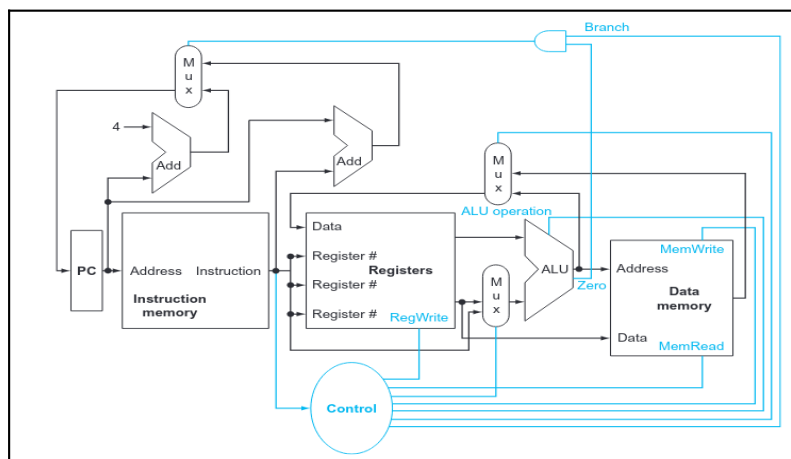 Branch
M
u
x
4
Add
Add
M
u
x
ALU operation
Data
PC
Address
Instruction
Instruction
memory
Register #
Registers
Register #
Register #
RegWrite
M
u
x
ALU
Zero
MemWrite
Address
Data
memory
Data
MemRead
Control